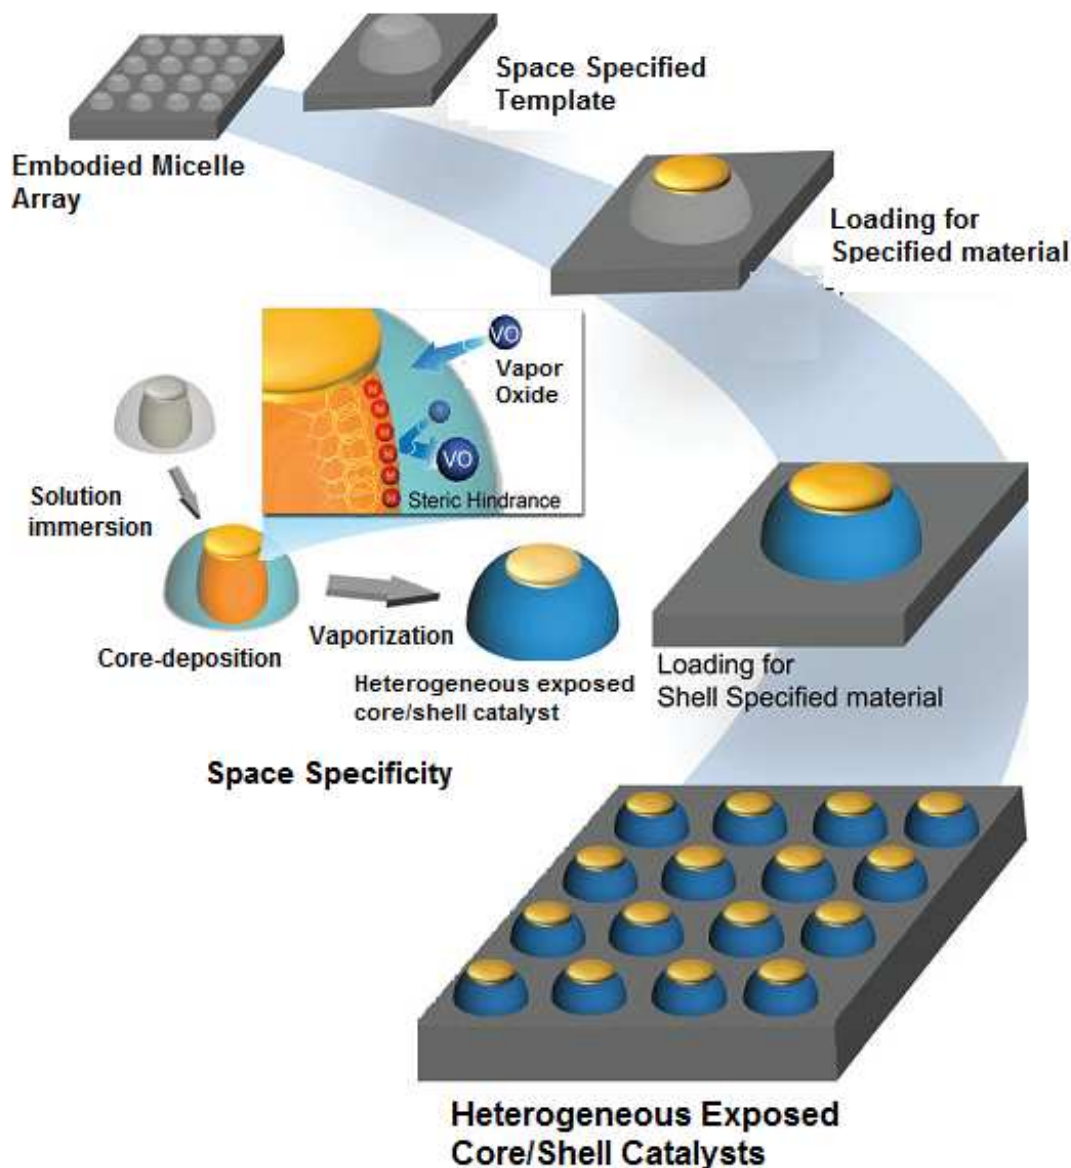 Space Specified
Template
Embodied Micelle
Array
Loading for
Specified material
VO
Vapor
Oxide
VO
Steric Hindrance
Solution
immersion
Core-deposition
Vaporization
Heterogeneous exposed
core/shell catalyst
Loading for
Shell Specified material
Space Specificity
Heterogeneous Exposed
Core/Shell Catalysts